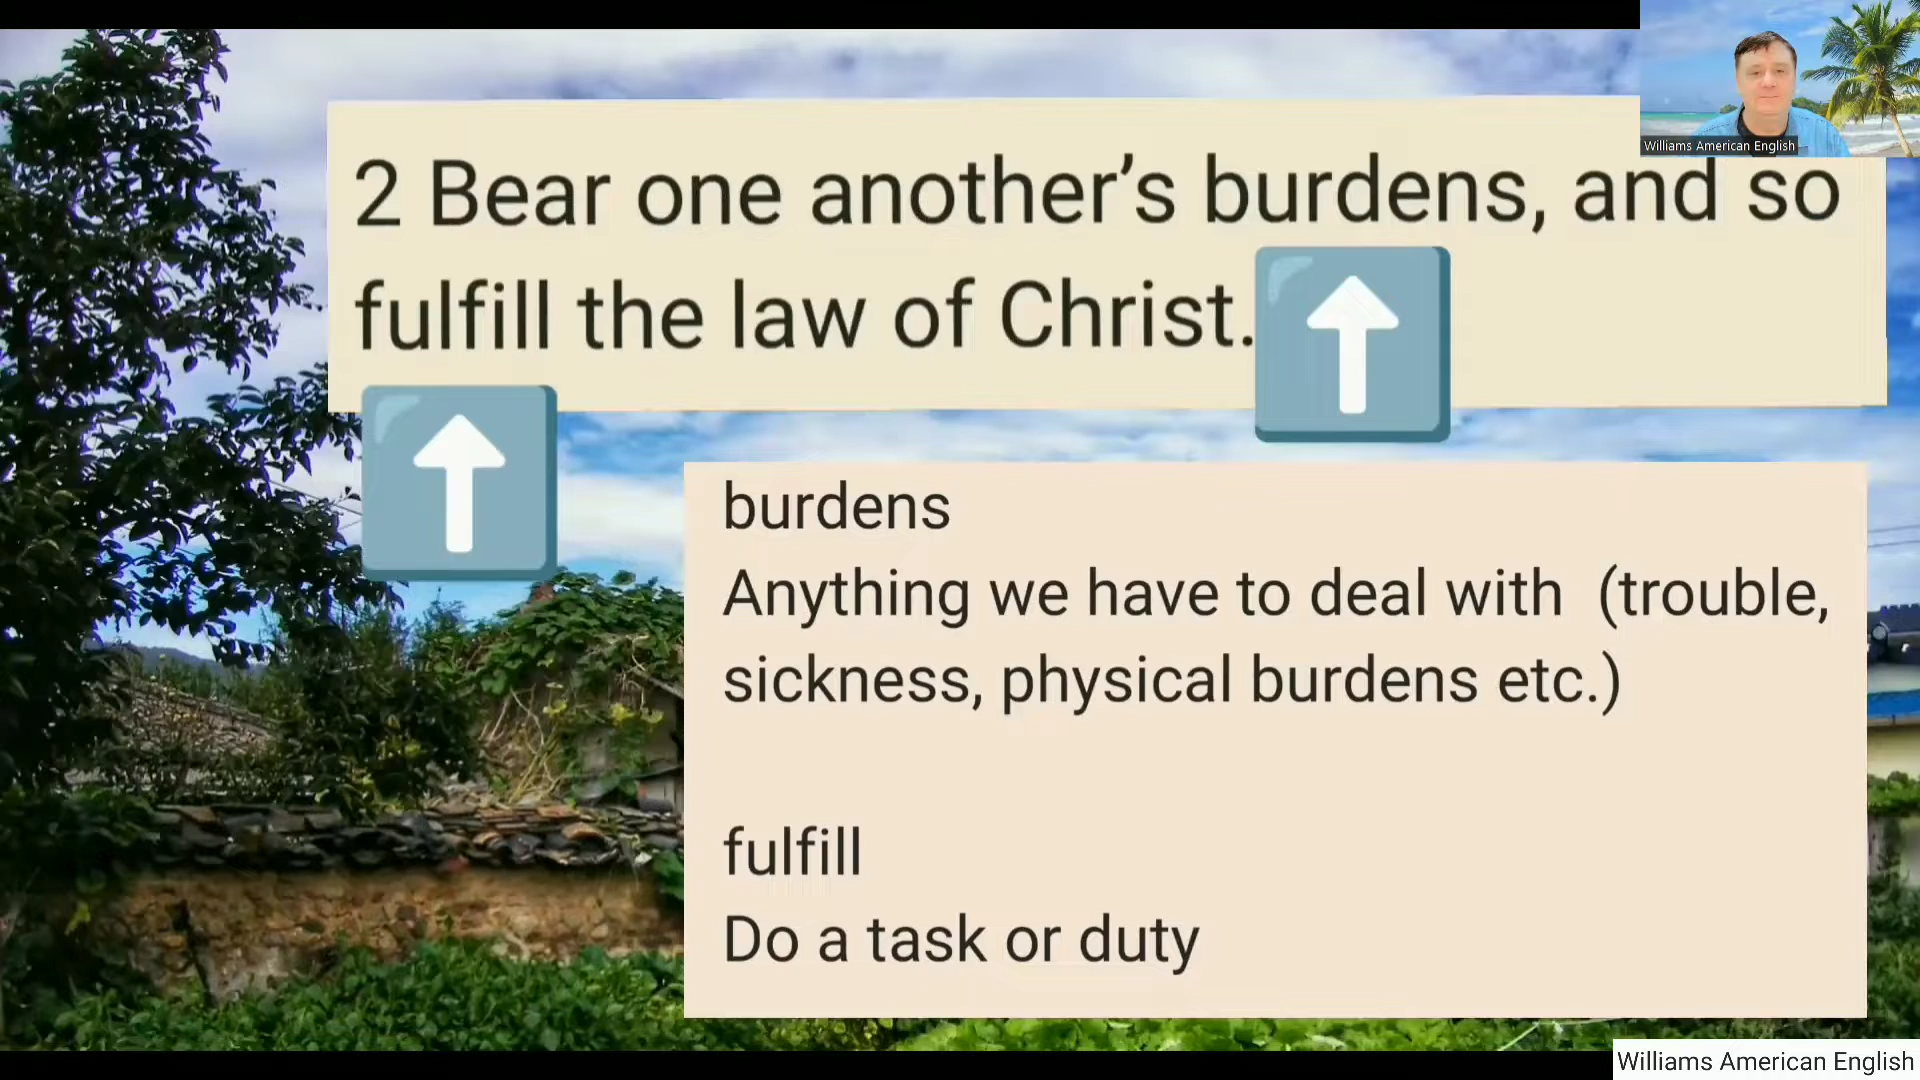 2 Bear one another’s burdens, and so
fulfill the law of Christ.
burdens
Anything we have to deal with (trouble,
sickness, physical burdens etc.)
fulfill
Do a task or duty
Williams American English
Williams American English